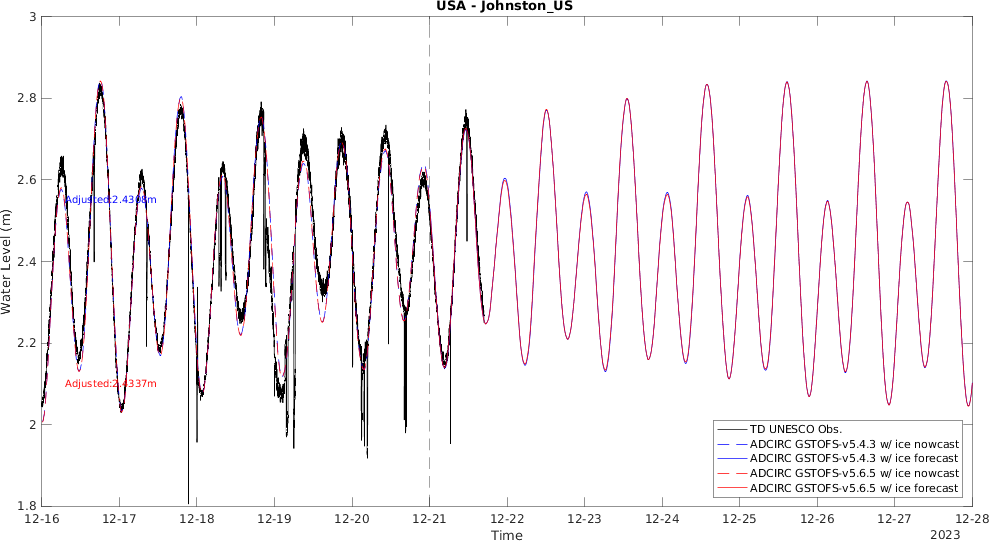 USA - Johnston_US
3
2.8
2.6
2.4
2.2
2
1.8
Water Level (m)
Adjusted:2.4308m
Adjusted:2.4337m
TD UNESCO Obs.
ADCIRC GSTOFS-v5.4.3 w/ ice nowcast
ADCIRC GSTOFS-v5.4.3 w/ ice forecast
ADCIRC GSTOFS-v5.6.5 w/ ice nowcast
ADCIRC GSTOFS-v5.6.5 w/ ice forecast
12-16 12-17 12-18 12-19 12-20 12-21 12-22 12-23 12-24 12-25 12-26 12-27 12-28
Time
2023